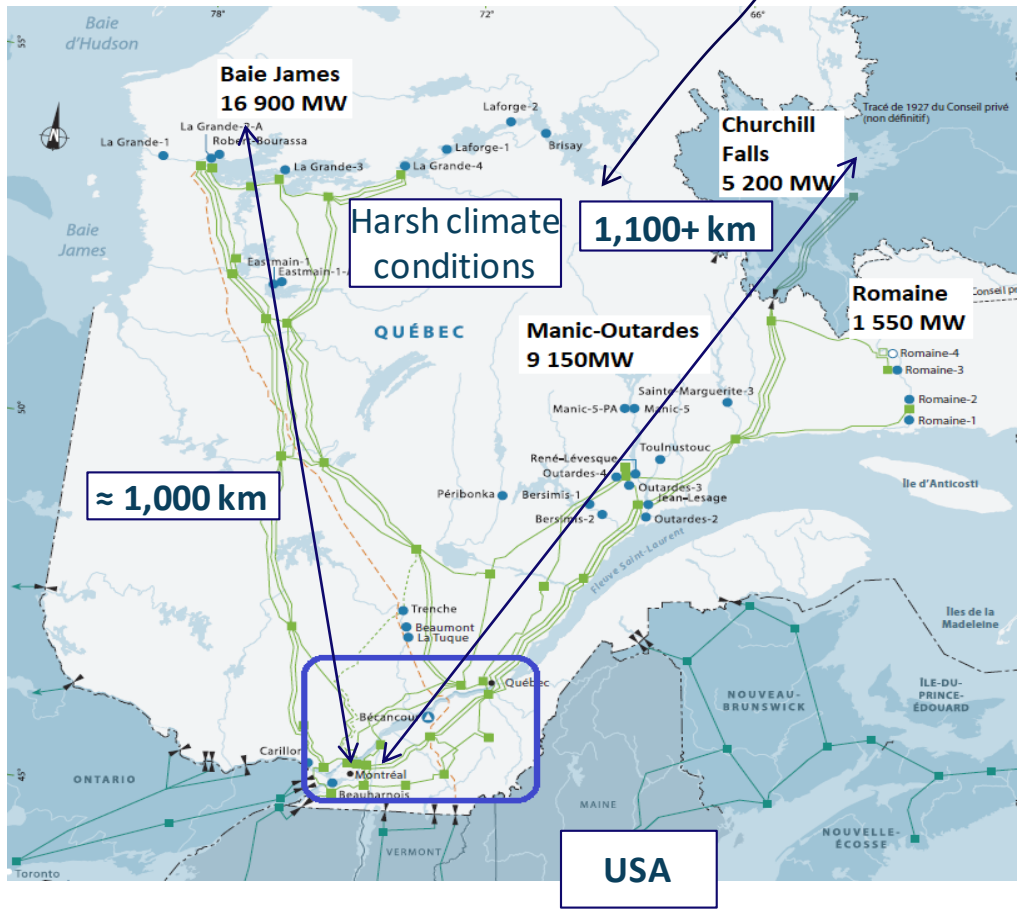 78°
72°
66°
55°
Baie
d'Hudson
Baie James
16 900 MW
Laforge-2
La Grande-2-A
La Grande-1
Robert-Bourassa
Laforge-1
Brisay
La Grande-3
La Grande-4
Churchill
Falls
5 200 MW
Tracé de 1927 du Conseil privé
(non définitif)
Baie
James
Harsh climate
conditions
1,100+ km
Eastmain-1
Eastmain-1-A
QUÉBEC
Manic-Outardes
9 150MW
Romaine
1 550 MW
Conseil pr
Romaine-4
Romaine-3
Romaine-2
Romaine-1
50°
Sainte-Marguerite-3
Manic-5-PA
Manic-5
Toulnustouc
René-Lévesque
Outardes-4
Outardes-3
Jean-Lesage
Outardes-2
Péribonka
Bersimis-1
Bersimis-2
≈ 1,000 km
Île d'Anticosti
Fleuve Saint-Laurent
Trenche
Beaumont
La Tuque
Îles de la
Madeleine
Québec
Bécancour
NOUVEAU-
BRUNSWICK
ÎLE-DU-
PRINCE-
ÉDOUARD
Carillon
45°
Montréal
Beauharnois
ONTARIO
MAINE
VERMONT
NOUVELLE-
ÉCOSSE
Toronto
USA